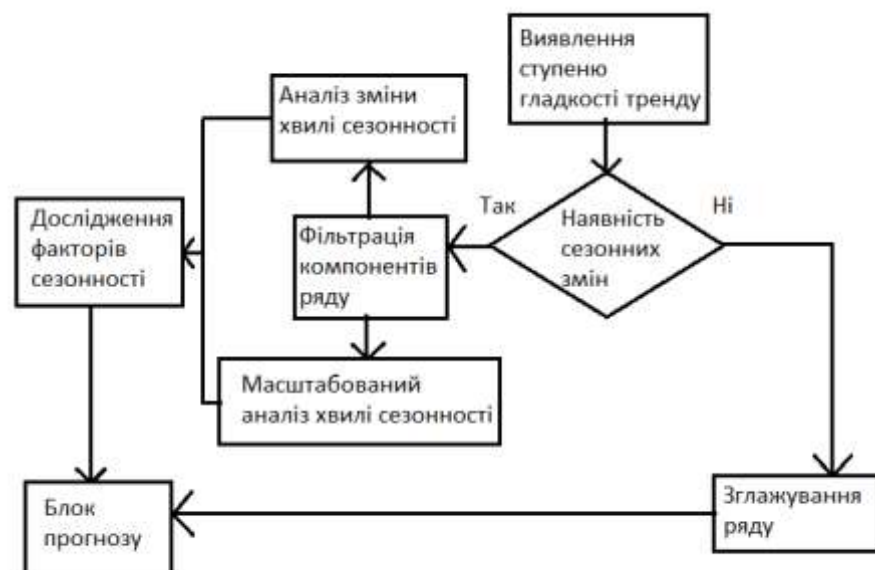 Виявлення
ступеню
гладкості тренду
Аналіз зміни
хвилі сезонності
Так
Наявність
сезонних
змін
Ні
Дослідження
факторів
сезонності
Фільтрація
компонентів
ряду
Масштабований
аналіз хвилі сезонності
Блок
прогнозу
Зглажування
ряду